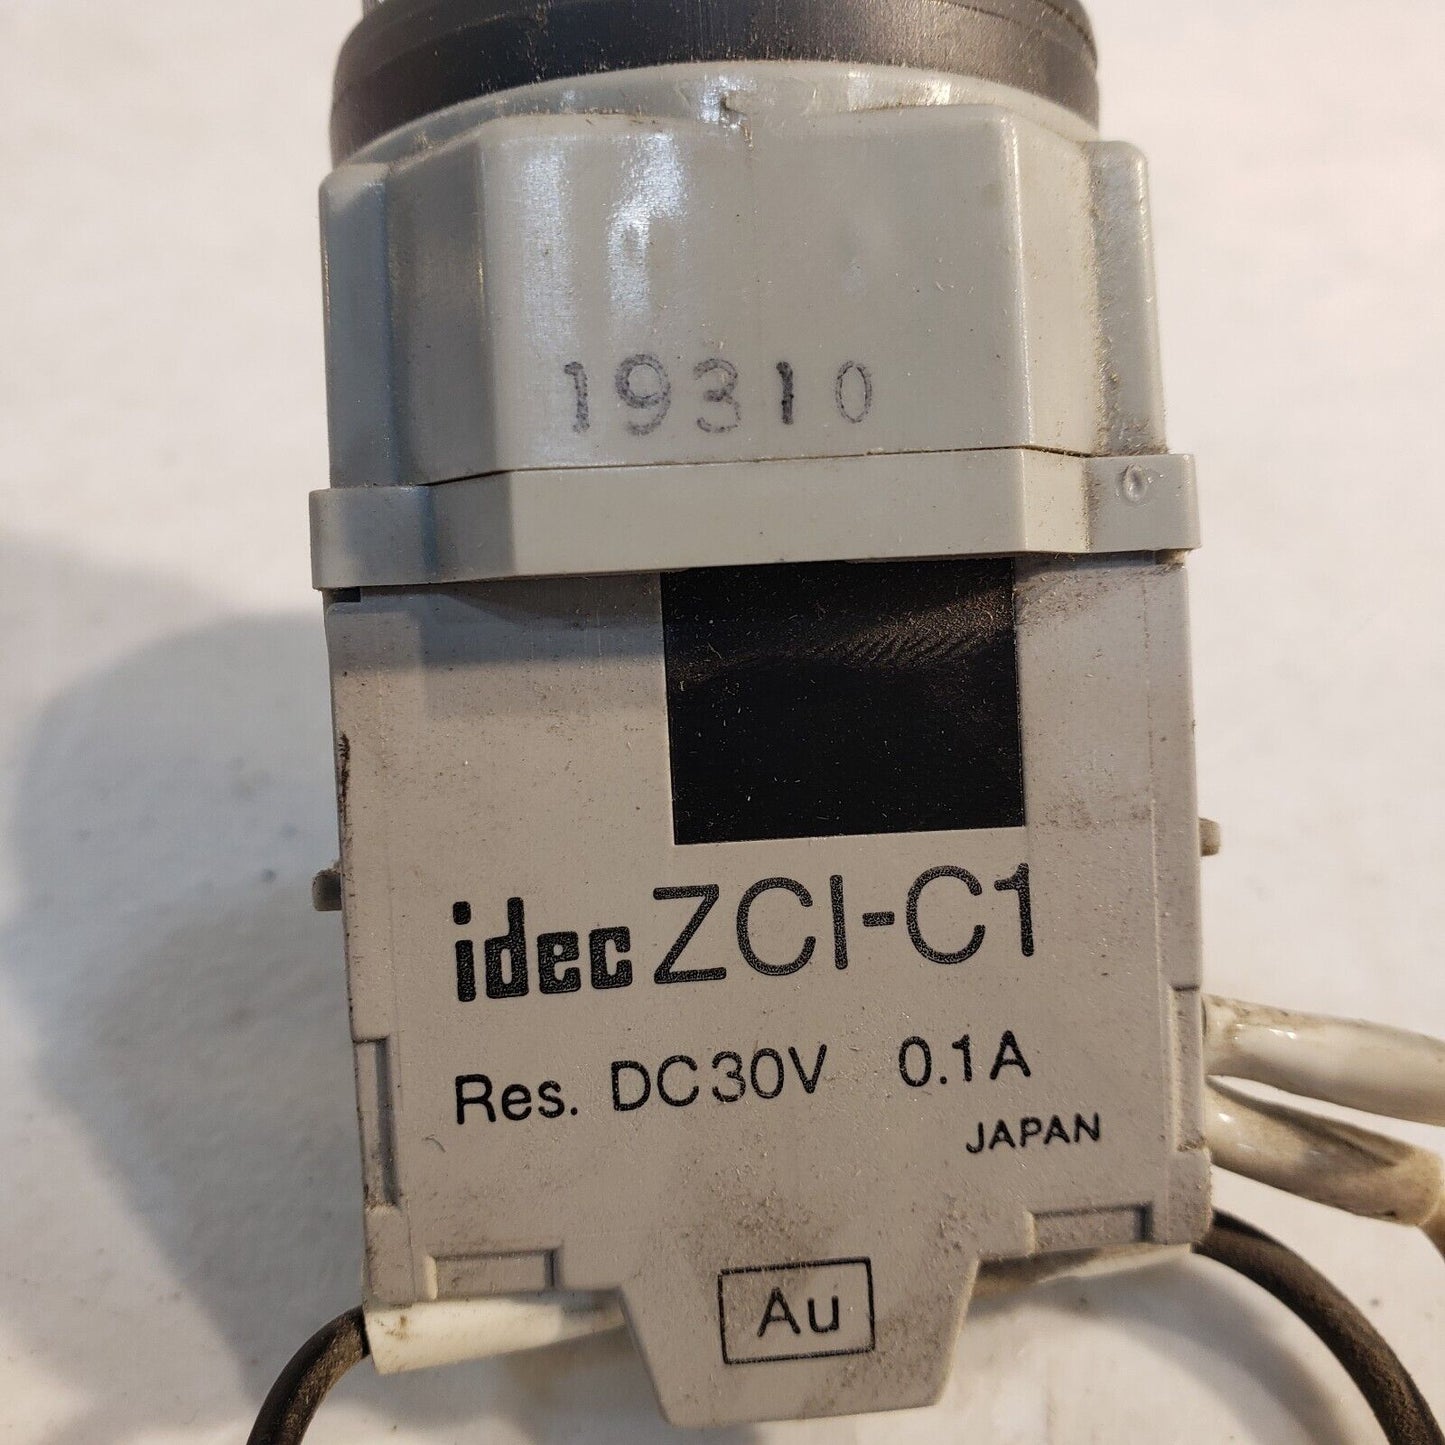 19310
idec ZCI-C1
Res. DC30V 0.1A
JAPAN
Au